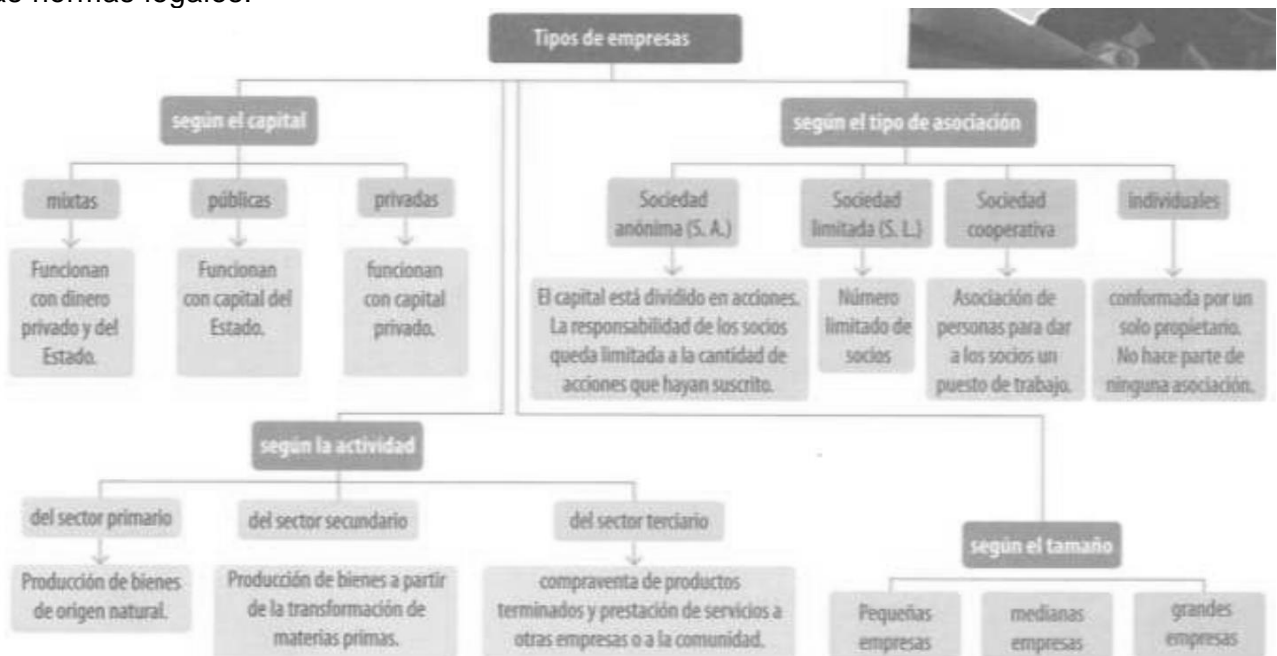 normas legales.
Tipos de empresas
según el capital
mixtas
Funcionan
con dinero
privado y del
Estado.
públicas
Funcionan
con capital del
Estado.
privadas
funcionan
con capital
privado.
según el tipo de asociación
Sociedad
anónima (S. A.)
El capital está dividido en acciones.
La responsabilidad de los socios
queda limitada a la cantidad de
acciones que hayan suscrito.
Sociedad
limitada (S. L.)
Número
limitado de
socios
Sociedad
cooperativa
Asociación de
personas para dar
a los socios un
puesto de trabajo.
individuales
conformada por un
solo propietario.
No hace parte de
ninguna asociación.
según la actividad
del sector primario
Producción de bienes
de origen natural.
del sector secundario
Producción de bienes a partir
de la transformación de
materias primas.
del sector terciario
compraventa de productos
terminados y prestación de servicios a
otras empresas o a la comunidad.
según el tamaño
Pequeñas
empresas
medianas
empresas
grandes
empresas